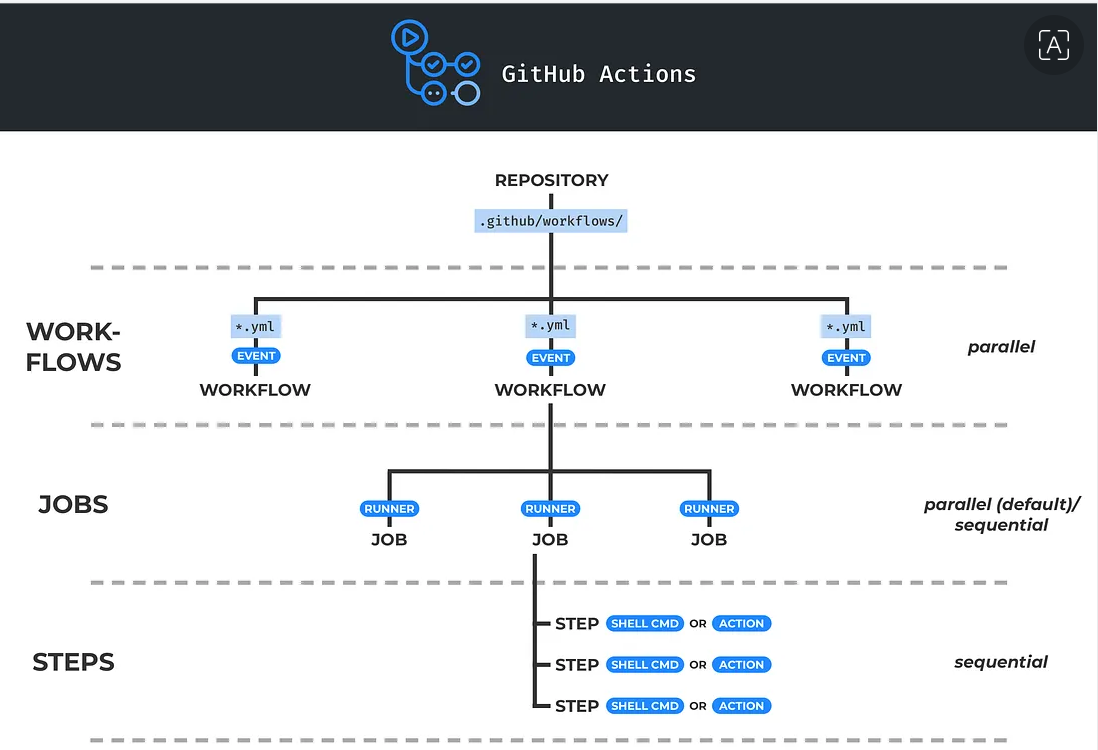 GitHub Actions
A
REPOSITORY
.github/workflows/
WORK-
FLOWS
*.yml *.yml *.yml
EVENT EVENT EVENT
parallel
WORKFLOW WORKFLOW WORKFLOW
JOBS
RUNNER RUNNER RUNNER
parallel (default)/
sequential
JOB JOB JOB
STEP SHELL CMD OR ACTION
STEPS
STEP SHELL CMD OR ACTION
sequential
STEP SHELL CMD OR ACTION